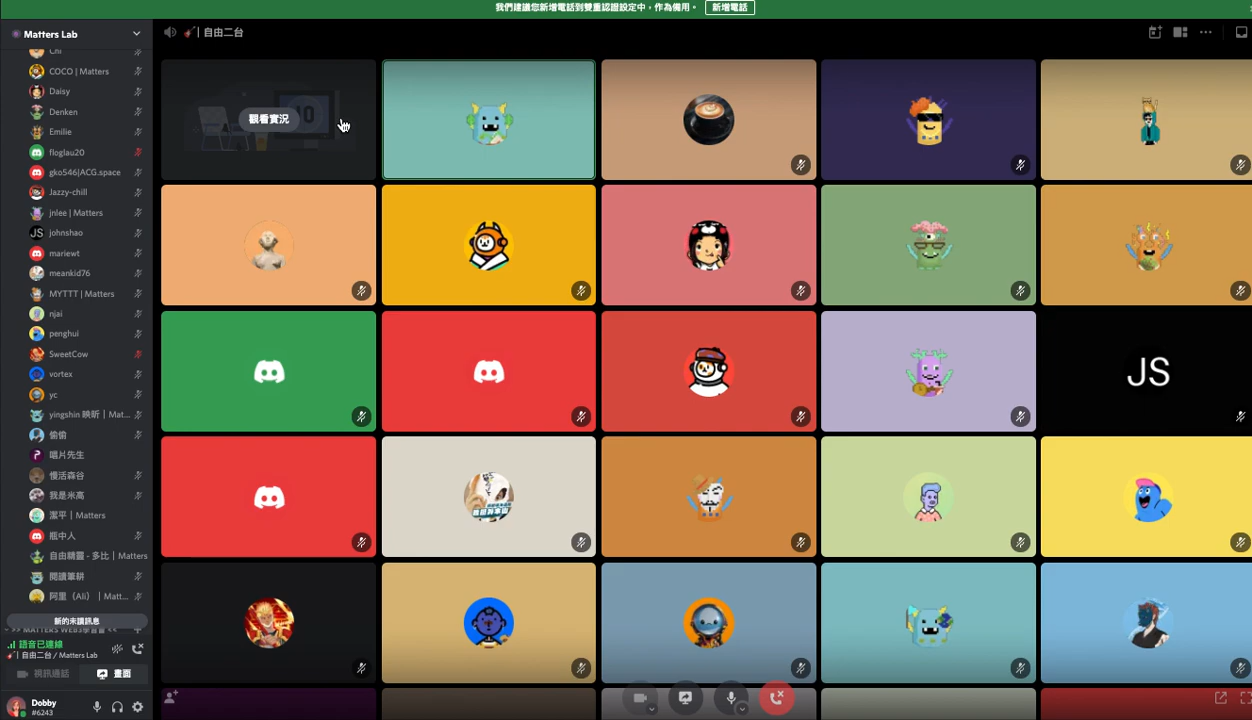 我們建議您新增電話到雙重認證設定中，作為備用。 新增電話
Matters Lab
自由二台
Chi
COCO | Matters
Daisy
Denken
Emilie
floglau20
gko546|ACG.space
Jazzy-chill
jnlee | Matters
JS johnshao
mariewt
meankid76
MYTTT | Matters
njai
penghui
SweetCow
vortex
yc
yingshin 映昕 | Mat...
偷偷
唱片先生
慢活森谷
我是米高
潔平 | Matters
瓶中人
自由精靈 - 多比 | Matters
閱讀筆耕
阿里（Ali） | Matt...
新的未讀訊息
語音已連線
自由二台 / Matters Lab
視訊通話
畫面
Dobby
#6243
觀看實況
JS